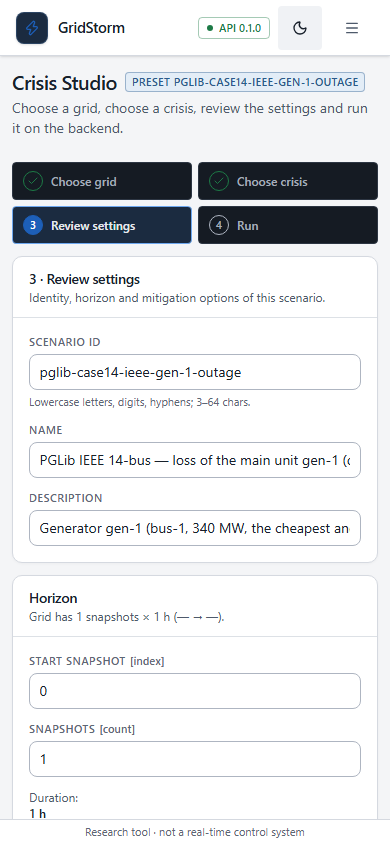 GridStorm
API 0.1.0
Crisis Studio
PRESET PGLIB-CASE14-IEEE-GEN-1-OUTAGE
Choose a grid, choose a crisis, review the settings and run
it on the backend.
Choose grid
Choose crisis
3 Review settings
4 Run
3 · Review settings
Identity, horizon and mitigation options of this scenario.
SCENARIO ID
pglib-case14-ieee-gen-1-outage
Lowercase letters, digits, hyphens; 3–64 chars.
NAME
PGLib IEEE 14-bus — loss of the main unit gen-1 (
DESCRIPTION
Generator gen-1 (bus-1, 340 MW, the cheapest an
Horizon
Grid has 1 snapshots × 1 h (— → —).
START SNAPSHOT [index]
0
SNAPSHOTS [count]
1
Duration:
1 h
Research tool · not a real-time control system